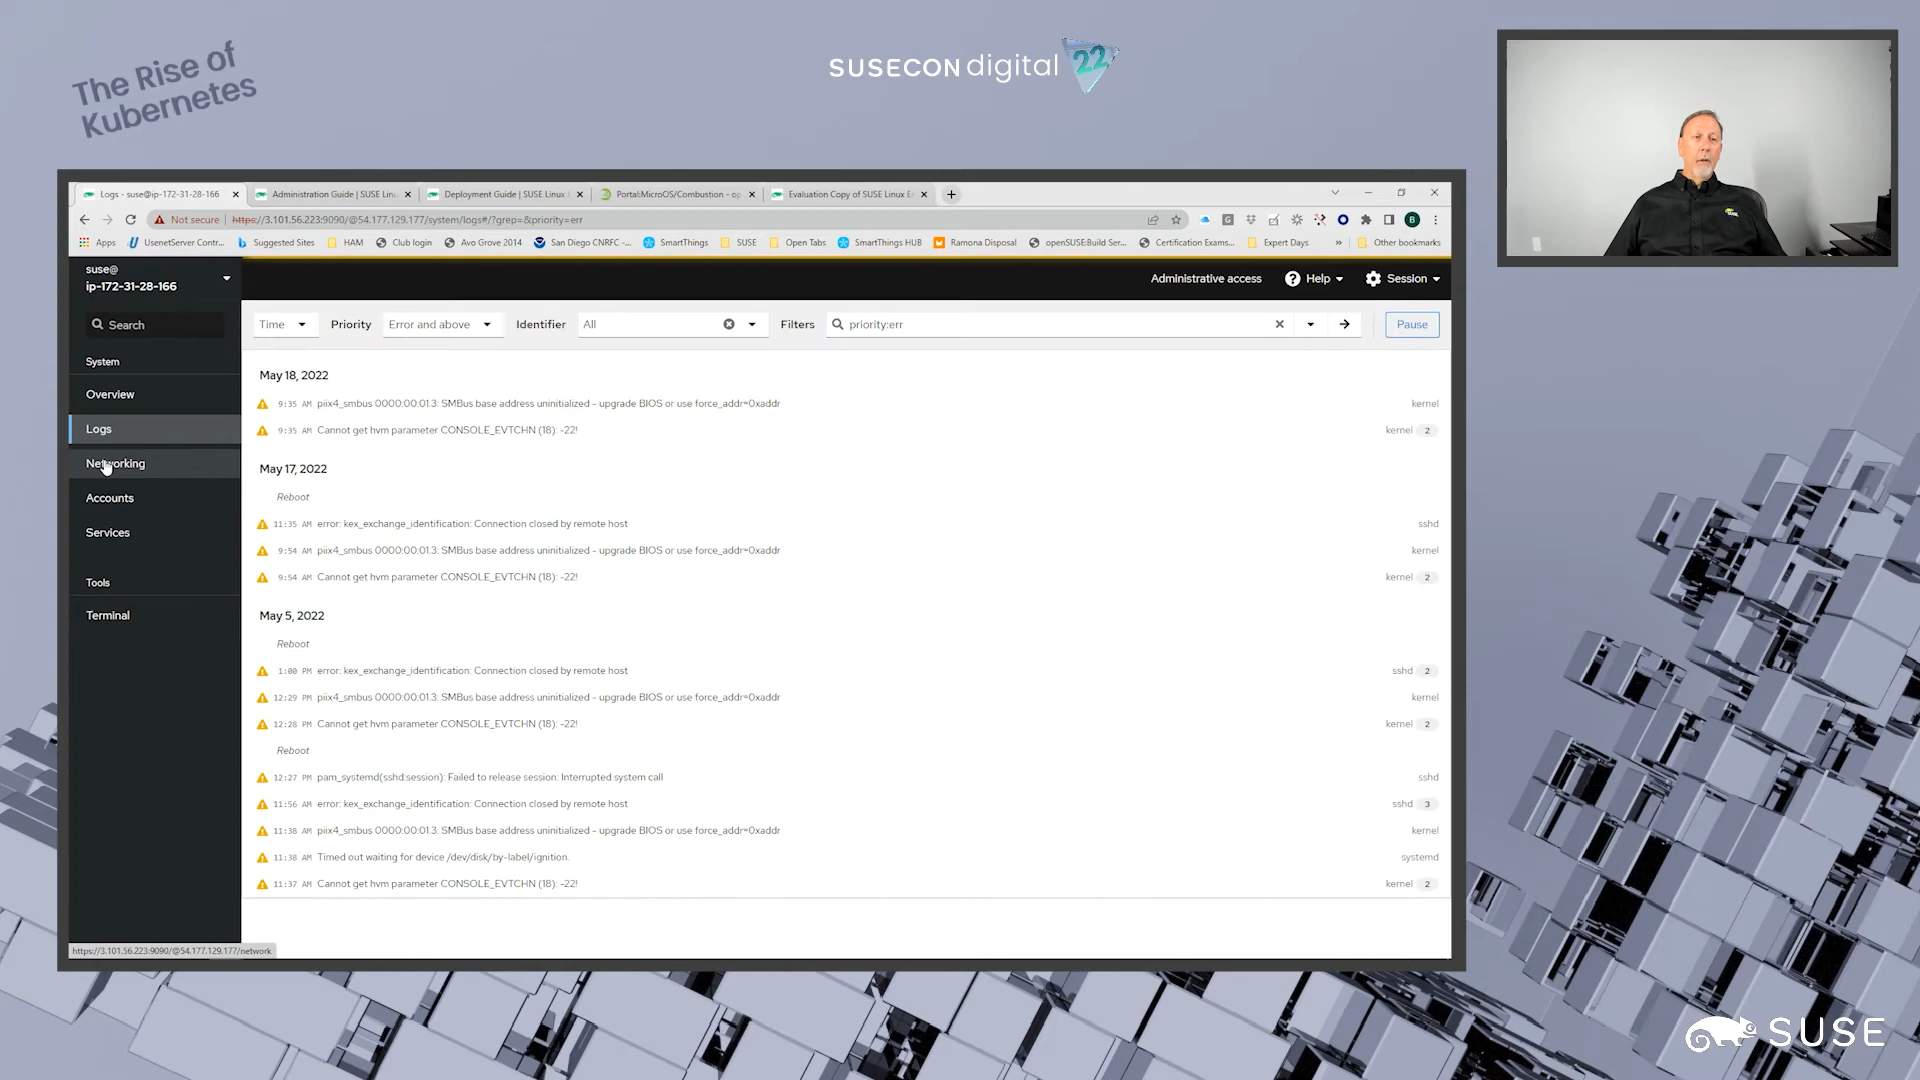 The Rise of
Kubernetes
SUSECON digital 22
Logs - suse@ip-172-31-28-166
Administration Guide | SUSE Linu
Deployment Guide | SUSE Linux
Portal:MicroOS/Combustion - op
Evaluation Copy of SUSE Linux E
Not secure | https://3.101.56.223:9090/@54.177.129.177/system/logs#/?grep=&priority=err
Apps
UsenetServer Contr...
Suggested Sites
HAM
Club login
Avo Grove 2014
San Diego CNRFC -...
SmartThings
SUSE
Open Tabs
SmartThings HUB
Ramona Disposal
openSUSE:Build Ser...
Certification Exams...
Expert Days
»
Other bookmarks
suse@
ip-172-31-28-166
Administrative access
Help
Session
Search
Time
Priority
Error and above
Identifier
All
Filters
priority:err
Pause
System
Overview
Logs
Networking
Accounts
Services
Tools
Terminal
May 18, 2022
9:35 AM piix4_smbus 0000:00:01.3: SMBus base address uninitialized - upgrade BIOS or use force_addr=0xaddr kernel
9:35 AM Cannot get hvm parameter CONSOLE_EVTCHN (18): -22! kernel 2
May 17, 2022
Reboot
11:35 AM error: kex_exchange_identification: Connection closed by remote host sshd
9:54 AM piix4_smbus 0000:00:01.3: SMBus base address uninitialized - upgrade BIOS or use force_addr=0xaddr kernel
9:54 AM Cannot get hvm parameter CONSOLE_EVTCHN (18): -22! kernel 2
May 5, 2022
Reboot
1:00 PM error: kex_exchange_identification: Connection closed by remote host sshd 2
12:29 PM piix4_smbus 0000:00:01.3: SMBus base address uninitialized - upgrade BIOS or use force_addr=0xaddr kernel
12:28 PM Cannot get hvm parameter CONSOLE_EVTCHN (18): -22! kernel 2
Reboot
12:27 PM pam_systemd(sshd:session): Failed to release session: Interrupted system call sshd
11:56 AM error: kex_exchange_identification: Connection closed by remote host sshd 3
11:38 AM piix4_smbus 0000:00:01.3: SMBus base address uninitialized - upgrade BIOS or use force_addr=0xaddr kernel
11:38 AM Timed out waiting for device /dev/disk/by-label/ignition. systemd
11:37 AM Cannot get hvm parameter CONSOLE_EVTCHN (18): -22! kernel 2
https://3.101.56.223:9090/@54.177.129.177/network
SUSE